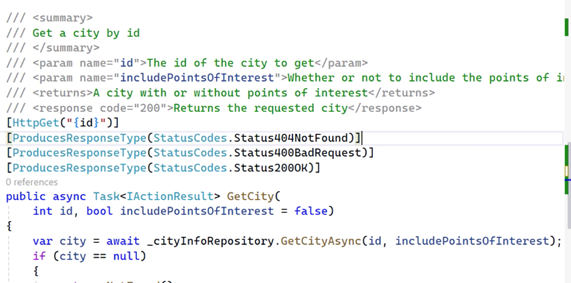 /// <summary>
/// Get a city by id
/// </summary>
/// <param name="id">The id of the city to get</param>
/// <param name="includePointsOfInterest">Whether or not to include the points of
/// <returns>A city with or without points of interest</returns>
/// <response code="200">Returns the requested city</response>
[HttpGet("{id}")]
[ProducesResponseType(StatusCodes.Status404NotFound)]
[ProducesResponseType(StatusCodes.Status400BadRequest)]
[ProducesResponseType(StatusCodes.Status200OK)]
0 references
public async Task<IActionResult> GetCity(
int id, bool includePointsOfInterest = false)
{
var city = await _cityInfoRepository.GetCityAsync(id, includePointsOfInterest);
if (city == null)
{